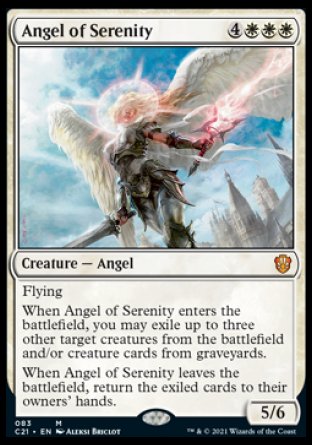 Angel of Serenity 4
Creature — Angel
Flying
When Angel of Serenity enters the
battlefield, you may exile up to three
other target creatures from the battlefield
and/or creature cards from graveyards.
When Angel of Serenity leaves the
battlefield, return the exiled cards to their
owners' hands.
5/6
083 M
C21 • EN ALEKSI BRICLOT
™ & © 2021 Wizards of the Coast